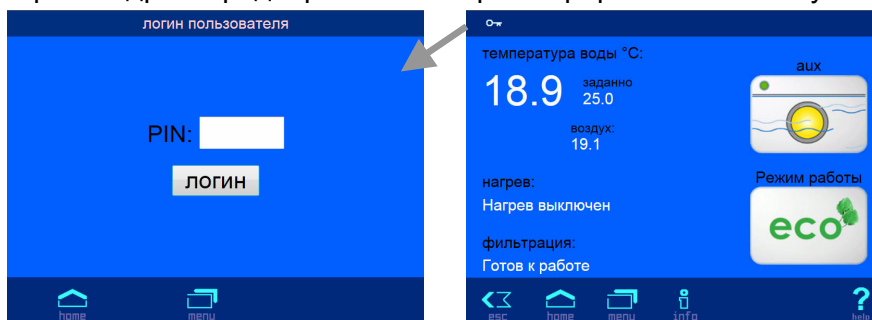 логин пользователя
PIN:
логин
home
menu
температура воды °C:
18.9
заданно
25.0
воздух:
19.1
нагрев:
Нагрев выключен
фильтрация:
Готов к работе
aux
Режим работы
eco
esc
home
menu
info
?
help